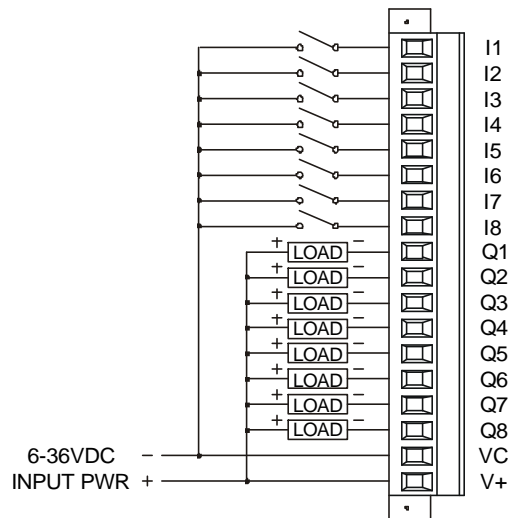 I1
I2
I3
I4
I5
I6
I7
I8
+ LOAD − Q1
+ LOAD − Q2
+ LOAD − Q3
+ LOAD − Q4
+ LOAD − Q5
+ LOAD − Q6
+ LOAD − Q7
+ LOAD − Q8
6-36VDC − VC
INPUT PWR + V+